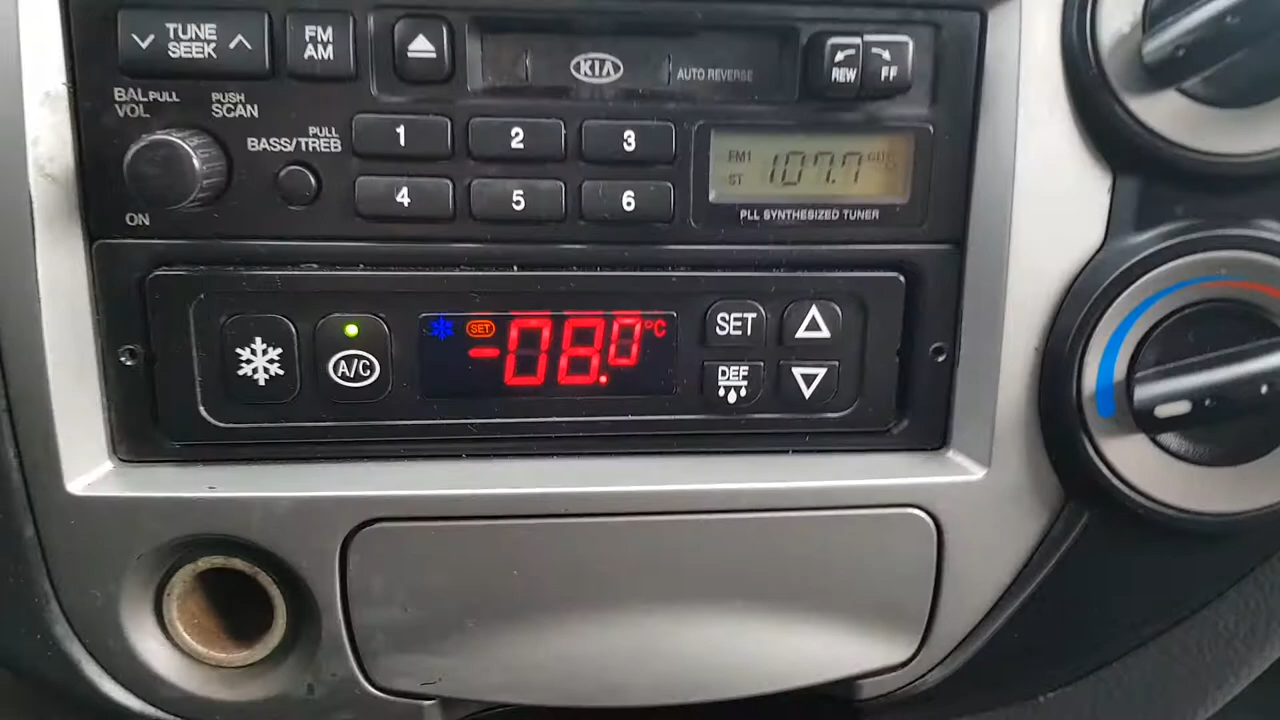 TUNE
SEEK
FM
AM
KIA
AUTO REVERSE
REW
FF
BAL PULL
VOL
PUSH
SCAN
PULL
BASS/TREB
ON
1
2
3
4
5
6
FM1
ST
107.7
PLL SYNTHESIZED TUNER
A/C
SET
-08.0°C
SET
DEF